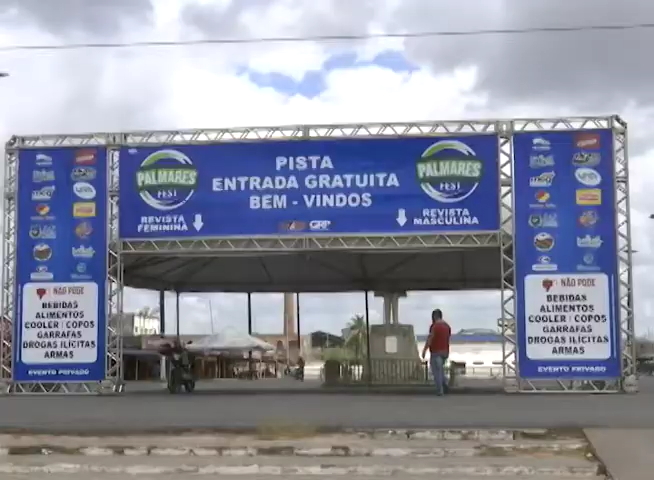 PISTA
ENTRADA GRATUITA
BEM - VINDOS
PALMARES
FEST
PALMARES
FEST
REVISTA
FEMININA
REVISTA
MASCULINA
NÃO PODE
BEBIDAS
ALIMENTOS
COOLER / COPOS
GARRAFAS
DROGAS ILÍCITAS
ARMAS
EVENTO PRIVADO
NÃO PODE
BEBIDAS
ALIMENTOS
COOLER / COPOS
GARRAFAS
DROGAS ILÍCITAS
ARMAS
EVENTO PRIVADO